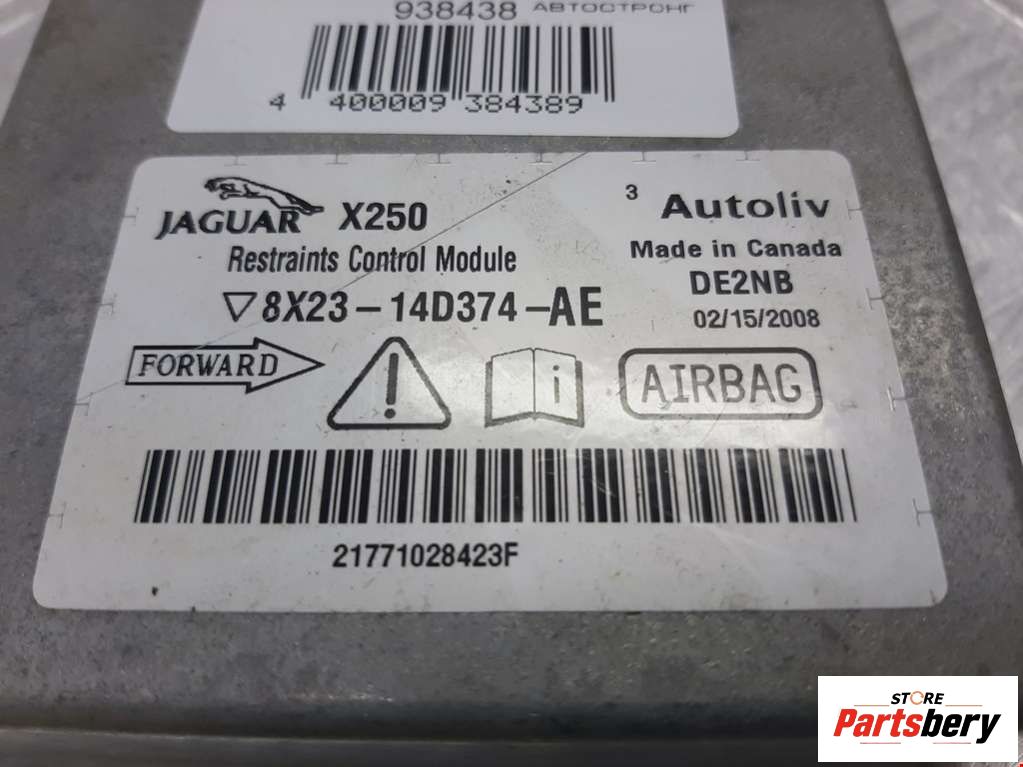 938438 АВТОСТРОНГ
4 400009 384389
JAGUAR X250
3 Autoliv
Restraints Control Module
Made in Canada
DE2NB
8X23-14D374-AE
02/15/2008
FORWARD
! i AIRBAG
21771028423F
STORE
Partsbery